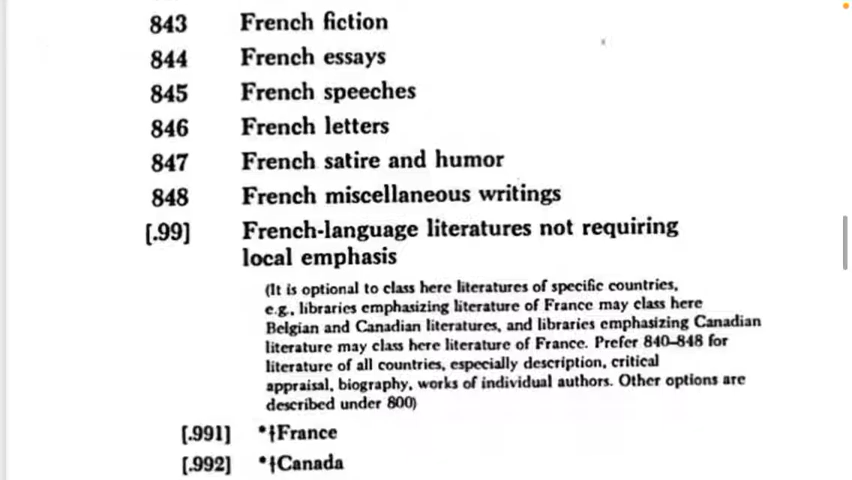 843 French fiction
844 French essays
845 French speeches
846 French letters
847 French satire and humor
848 French miscellaneous writings
[.99] French-language literatures not requiring
local emphasis
(It is optional to class here literatures of specific countries,
e.g., libraries emphasizing literature of France may class here
Belgian and Canadian literatures, and libraries emphasizing Canadian
literature may class here literature of France. Prefer 840–848 for
literature of all countries, especially description, critical
appraisal, biography, works of individual authors. Other options are
described under 800)
[.991] *†France
[.992] *†Canada